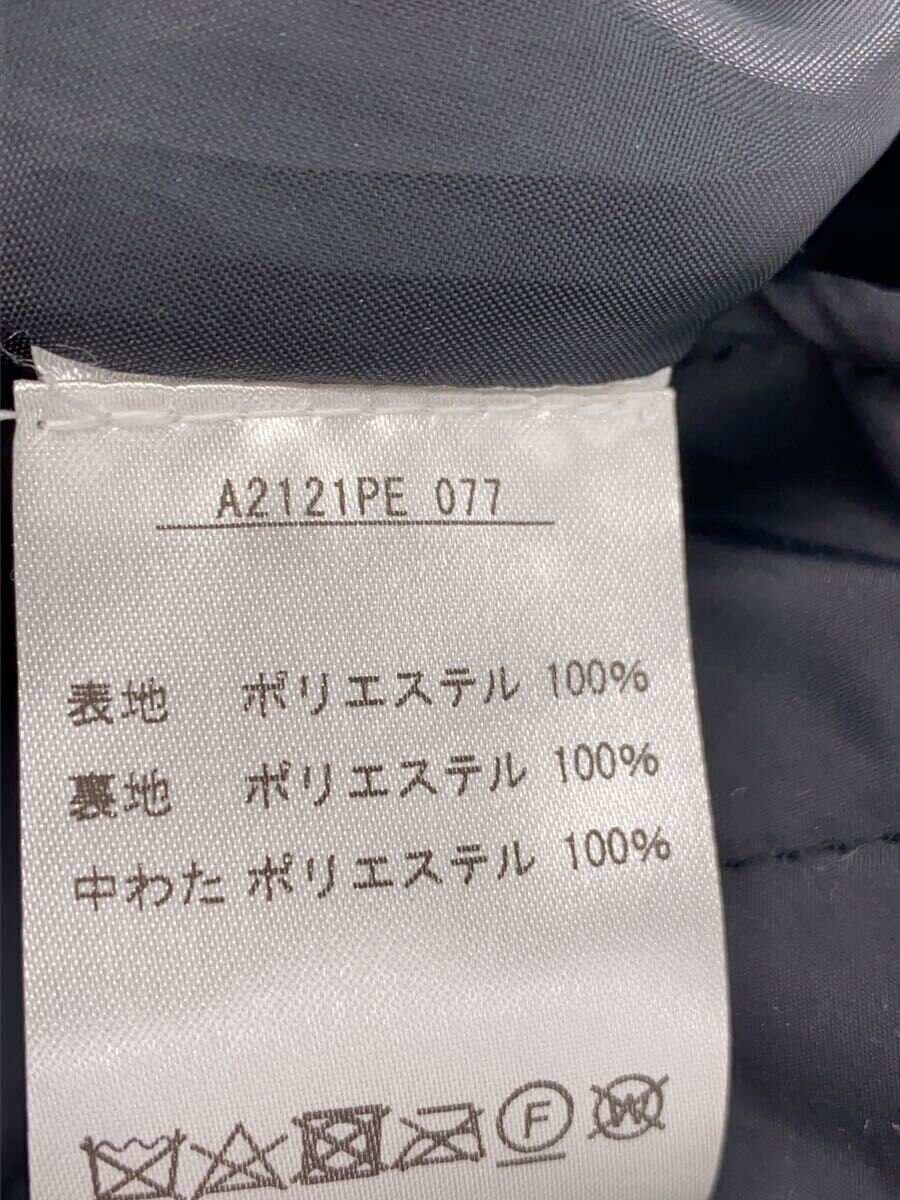 A2121PE 077
表地 ポリエステル 100%
裏地 ポリエステル 100%
中わた ポリエステル 100%
F W